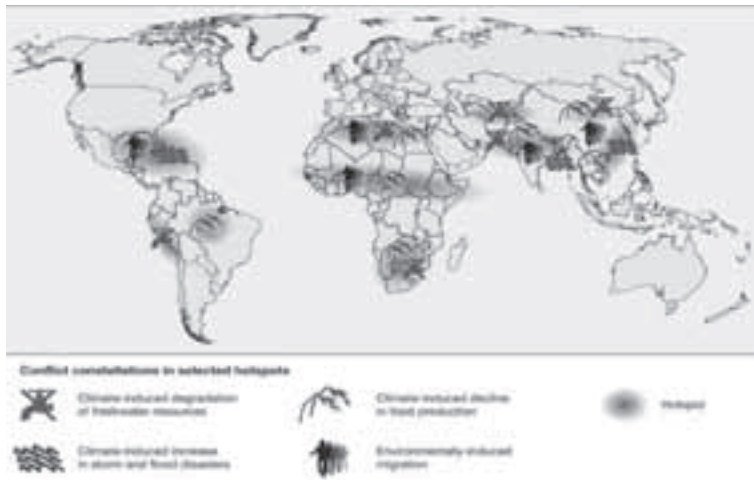 Conflict constellations in selected hotspots
Climate-induced degradation
of freshwater resources
Climate-induced decline
in food production
Hotspot
Climate-induced increase
in storm and flood disasters
Environmentally-induced
migration